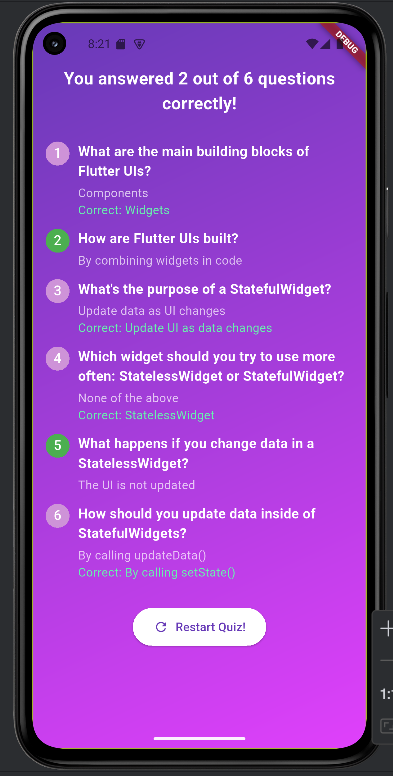 8:21
DEBUG
You answered 2 out of 6 questions
correctly!
1
What are the main building blocks of
Flutter UIs?
Components
Correct: Widgets
2
How are Flutter UIs built?
By combining widgets in code
3
What's the purpose of a StatefulWidget?
Update data as UI changes
Correct: Update UI as data changes
4
Which widget should you try to use more
often: StatelessWidget or StatefulWidget?
None of the above
Correct: StatelessWidget
5
What happens if you change data in a
StatelessWidget?
The UI is not updated
6
How should you update data inside of
StatefulWidgets?
By calling updateData()
Correct: By calling setState()
Restart Quiz!